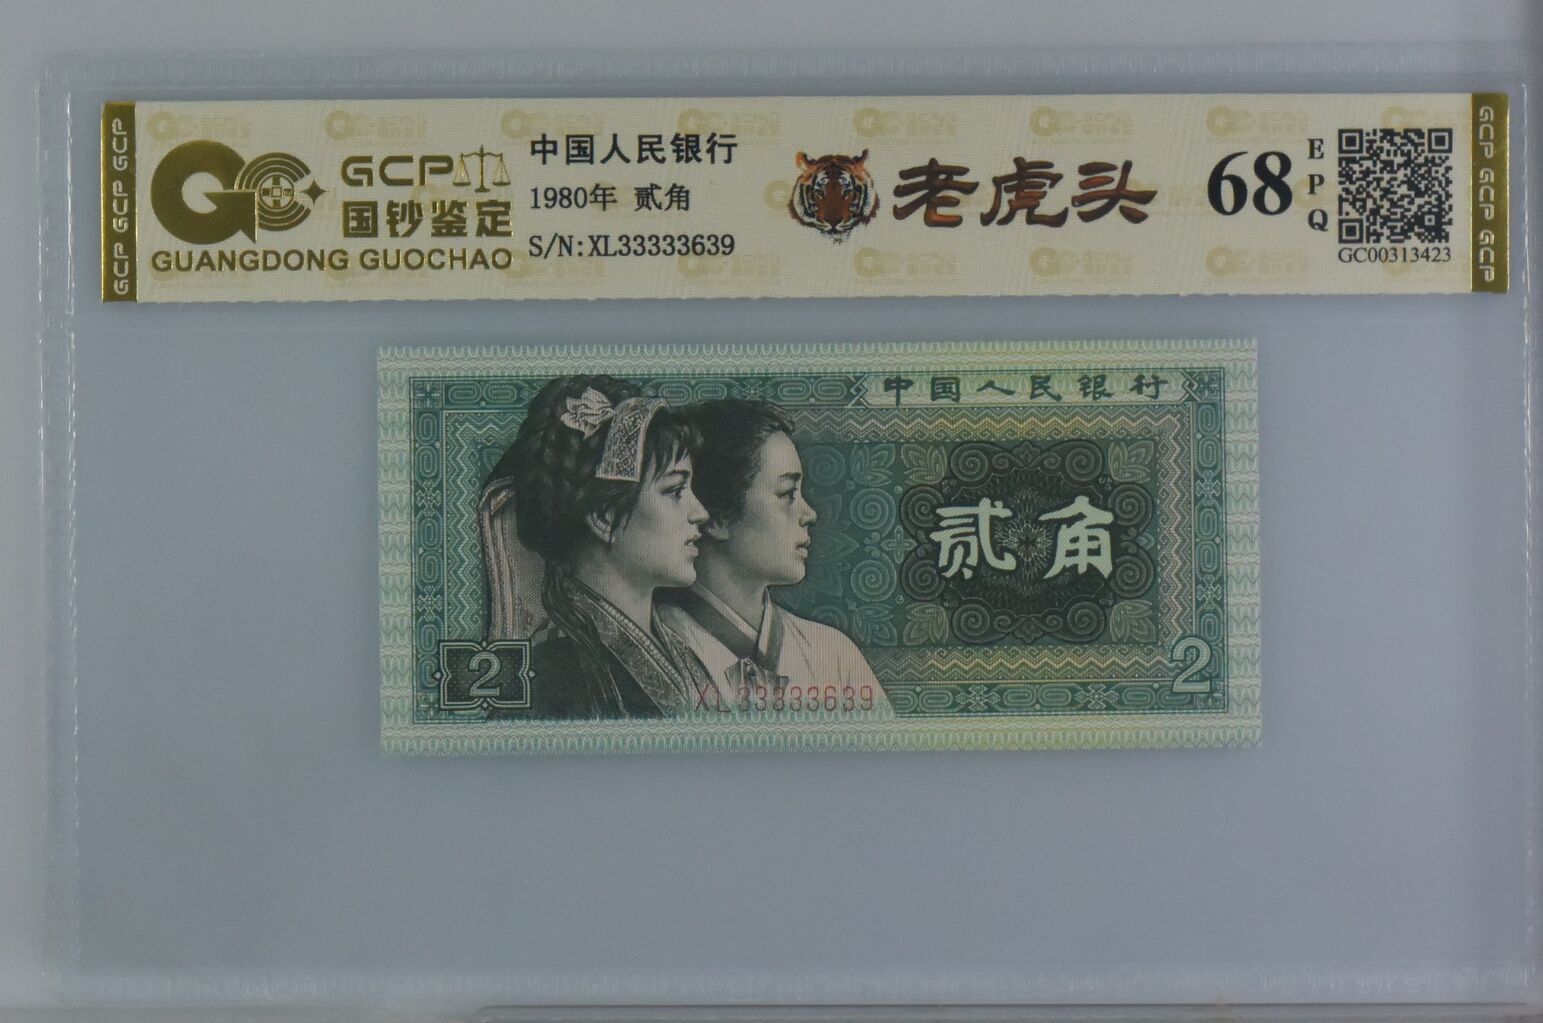 GCP
国钞鉴定
GUANGDONG GUOCHAO
中国人民银行
1980年 贰角
S/N:XL33333639
老虎头
68
EPQ
GC00313423
GCP GCP GCP
GCP GCP GCP
中国人民银行
贰角
2
2
XL33333639